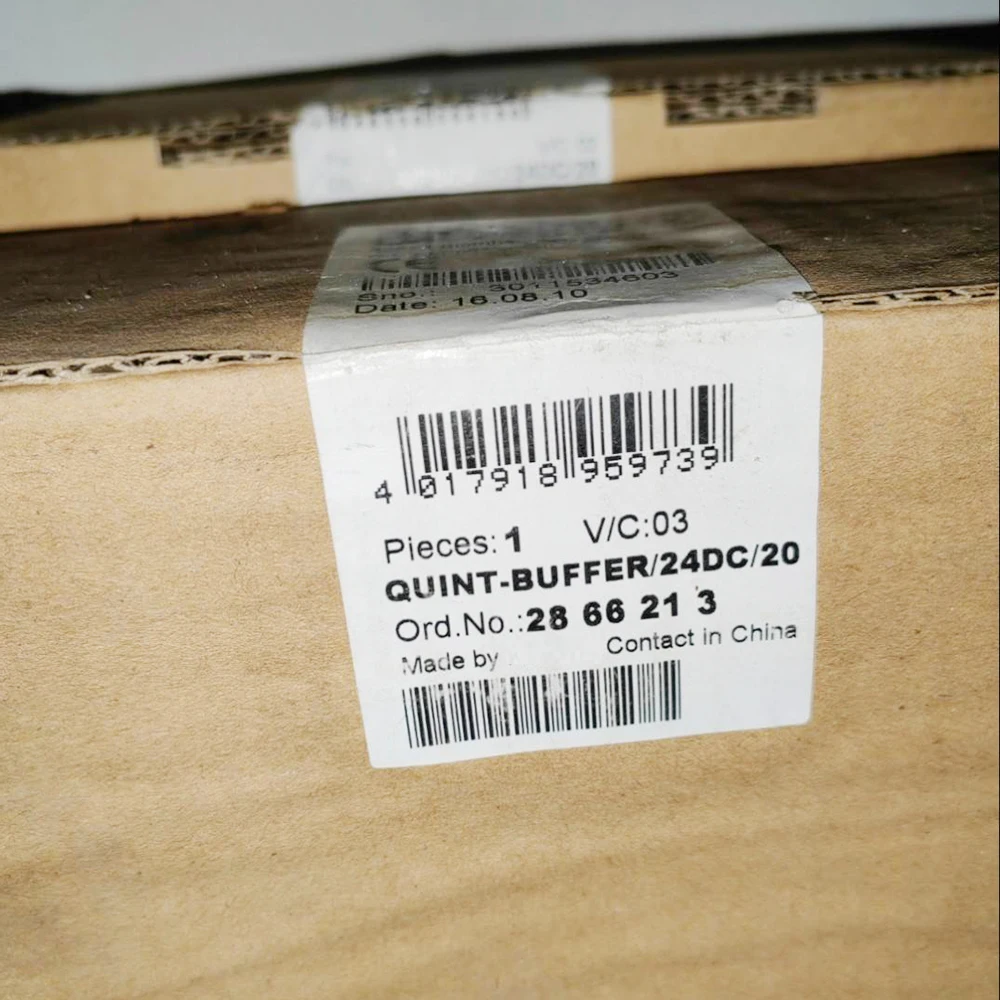 3011534603
Sno.:
Date: 16.08.10
4 017918 959739
Pieces: 1 V/C:03
QUINT-BUFFER/24DC/20
Ord.No.:28 66 21 3
Made by Contact in China